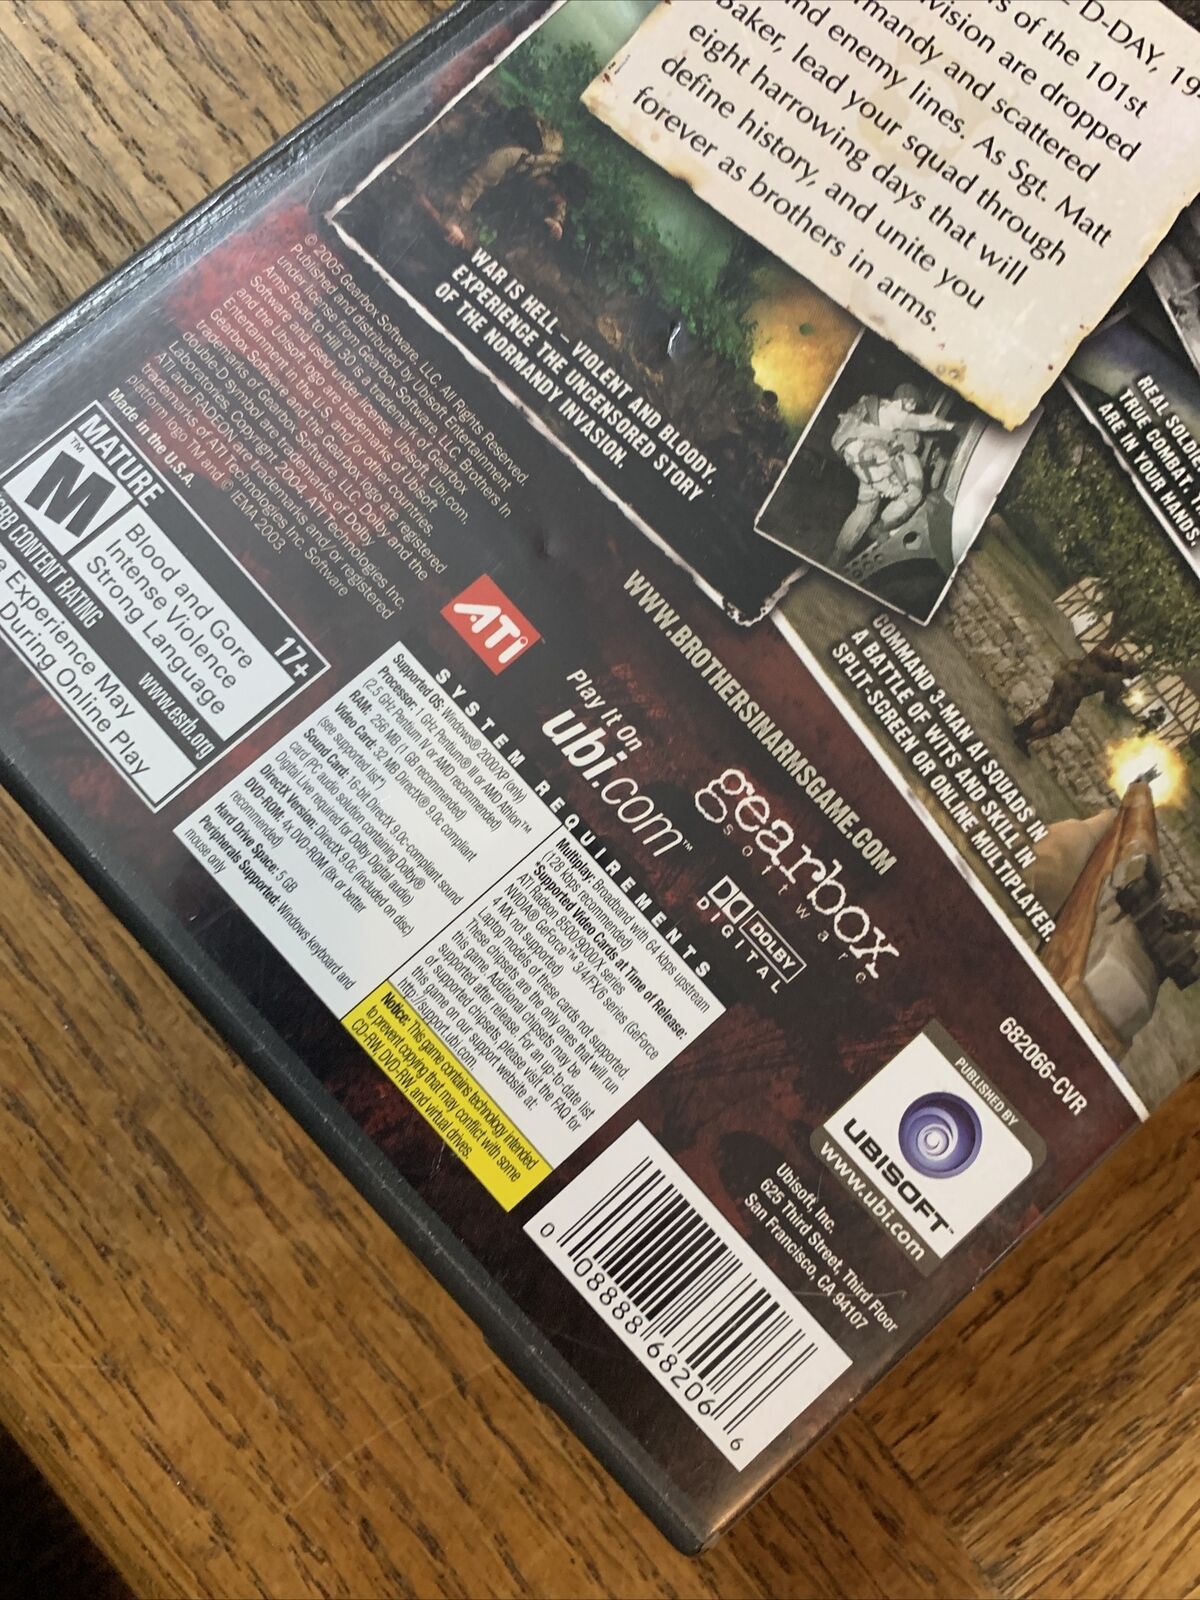 D-DAY, 19
s of the 101st
vision are dropped
rmandy and scattered
nd enemy lines. As Sgt. Matt
Baker, lead your squad through
eight harrowing days that will
define history, and unite you
forever as brothers in arms.
WAR IS HELL – VIOLENT AND BLOODY.
EXPERIENCE THE UNCENSORED STORY
OF THE NORMANDY INVASION.
REAL SOLDIE
TRUE COMBAT. T
ARE IN YOUR HANDS.
COMMAND 3-MAN AI SQUADS IN
A BATTLE OF WITS AND SKILL IN
SPLIT-SCREEN OR ONLINE MULTIPLAYER.
© 2005 Gearbox Software, LLC. All Rights Reserved.
Published and distributed by Ubisoft Entertainment
under license from Gearbox Software, LLC. Brothers In
Arms Road to Hill 30 is a trademark of Gearbox
Software and used under license. Ubisoft, Ubi.com,
and the Ubisoft logo are trademarks of Ubisoft
Entertainment in the U.S. and/or other countries.
Gearbox Software and the Gearbox logo are registered
trademarks of Gearbox Software, LLC. Dolby and the
double-D symbol are trademarks of Dolby
Laboratories. Copyright 2004, ATI Technologies Inc.
ATI and RADEON are trademarks and/or registered
trademarks of ATI Technologies Inc. Software
platform logo TM and © IEMA 2003.
Made in the U.S.A.
MATURE
17+
M
TM
Blood and Gore
Intense Violence
Strong Language
ESRB CONTENT RATING www.esrb.org
e Experience May
During Online Play
ATI
Play It On
ubi.com™
WWW.BROTHERSINARMSGAME.COM
gearbox
software
DOLBY
DIGITAL
SYSTEM REQUIREMENTS
Supported OS: Windows® 2000/XP (only)
Processor: 1 GHz Pentium® III or AMD Athlon™
(2.5 GHz Pentium IV or AMD recommended)
RAM: 256 MB (1 GB recommended)
Video Card: 32 MB DirectX® 9.0c compliant
(see supported list*)
Sound Card: 16-bit DirectX 9.0c-compliant sound
card (PC audio solution containing Dolby®
Digital Live required for Dolby Digital audio)
DirectX Version: DirectX 9.0c (included on disc)
DVD-ROM: 4x DVD-ROM (8x or better
recommended)
Hard Drive Space: 5 GB
Peripherals Supported: Windows keyboard and
mouse only
Multiplay: Broadband with 64 kbps upstream
(128 kbps recommended)
*Supported Video Cards at Time of Release:
ATI Radeon 8500/9000/X series
NVIDIA® GeForce™ 3/4/FX/6 series (GeForce
4 MX not supported)
Laptop models of these cards not supported.
These chipsets are the only ones that will run
this game. Additional chipsets may be
supported after release. For an up-to-date list
of supported chipsets, please visit the FAQ for
this game on our support website at:
http://support.ubi.com.
Notice: This game contains technology intended
to prevent copying that may conflict with some
CD-RW, DVD-RW, and virtual drives.
682066-CVR
PUBLISHED BY
UBISOFT™
www.ubi.com
Ubisoft, Inc.
625 Third Street, Third Floor
San Francisco, CA 94107
0 08888 68206 6